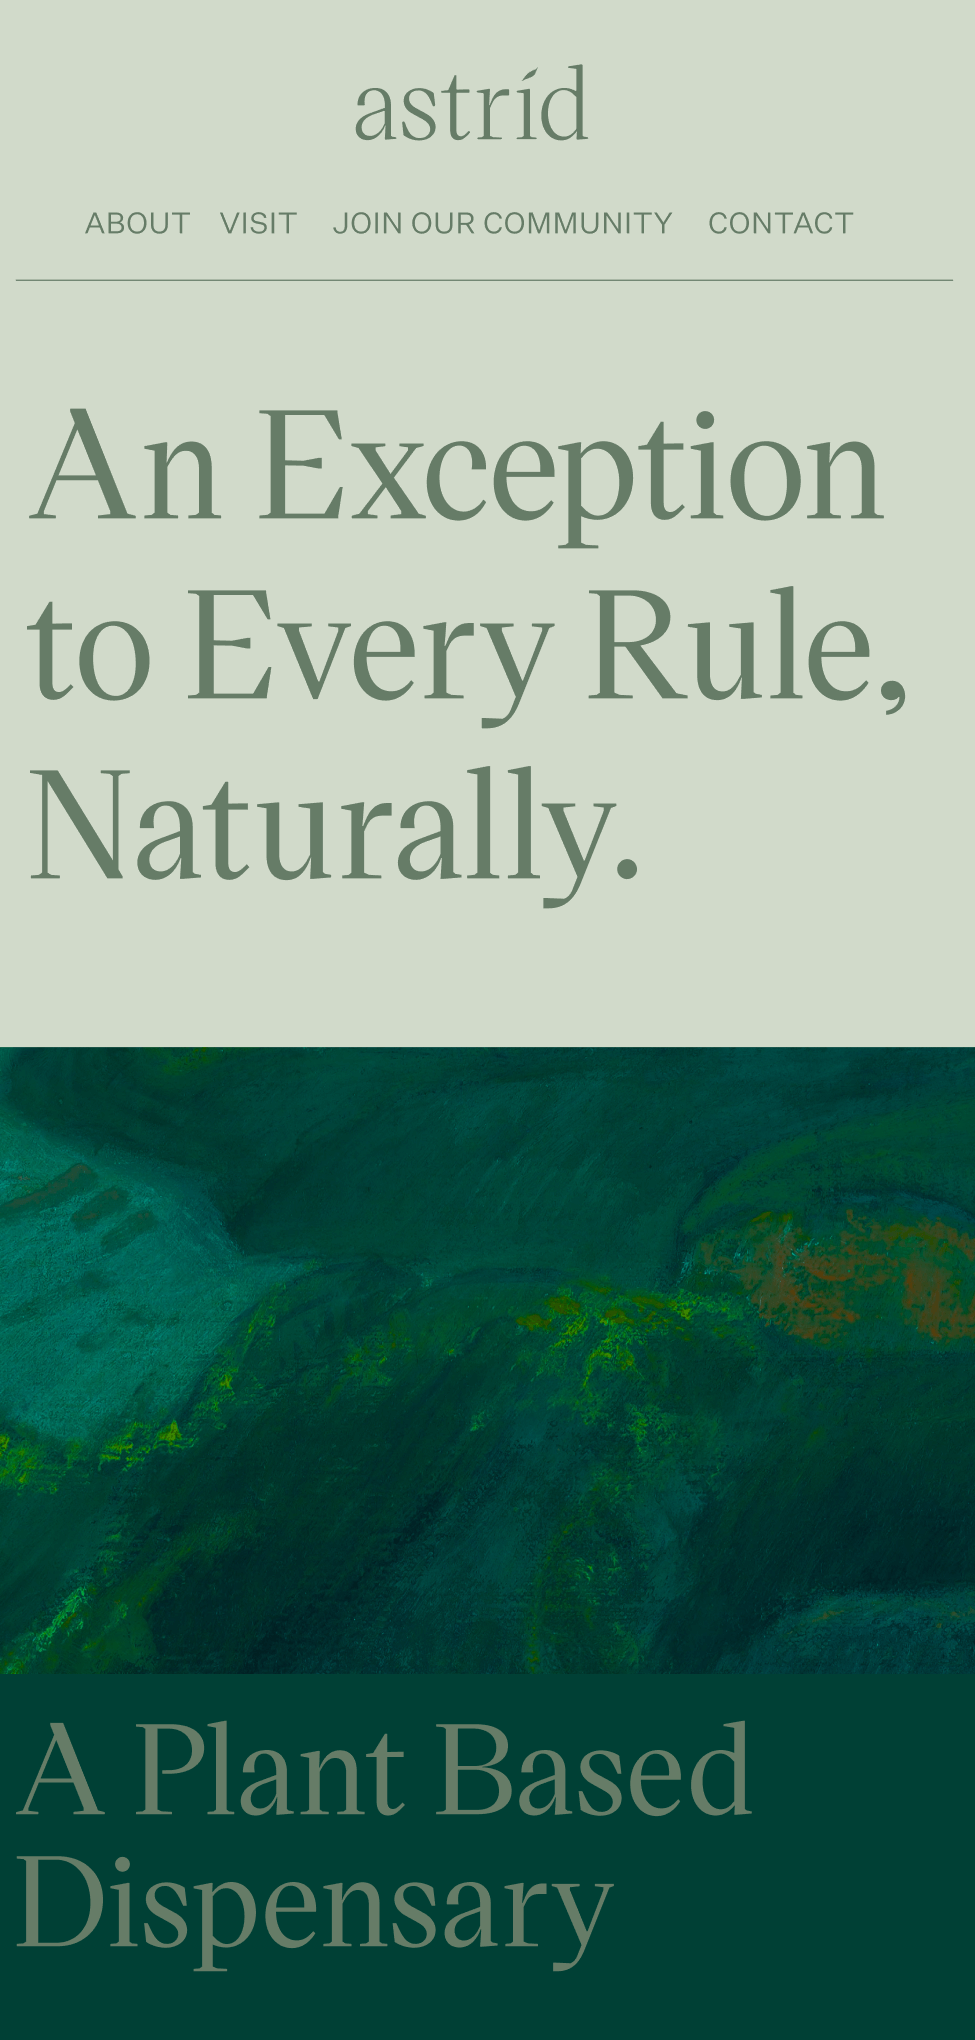 astríd
ABOUT VISIT JOIN OUR COMMUNITY CONTACT
An Exception
to Every Rule,
Naturally.
A Plant Based
Dispensary